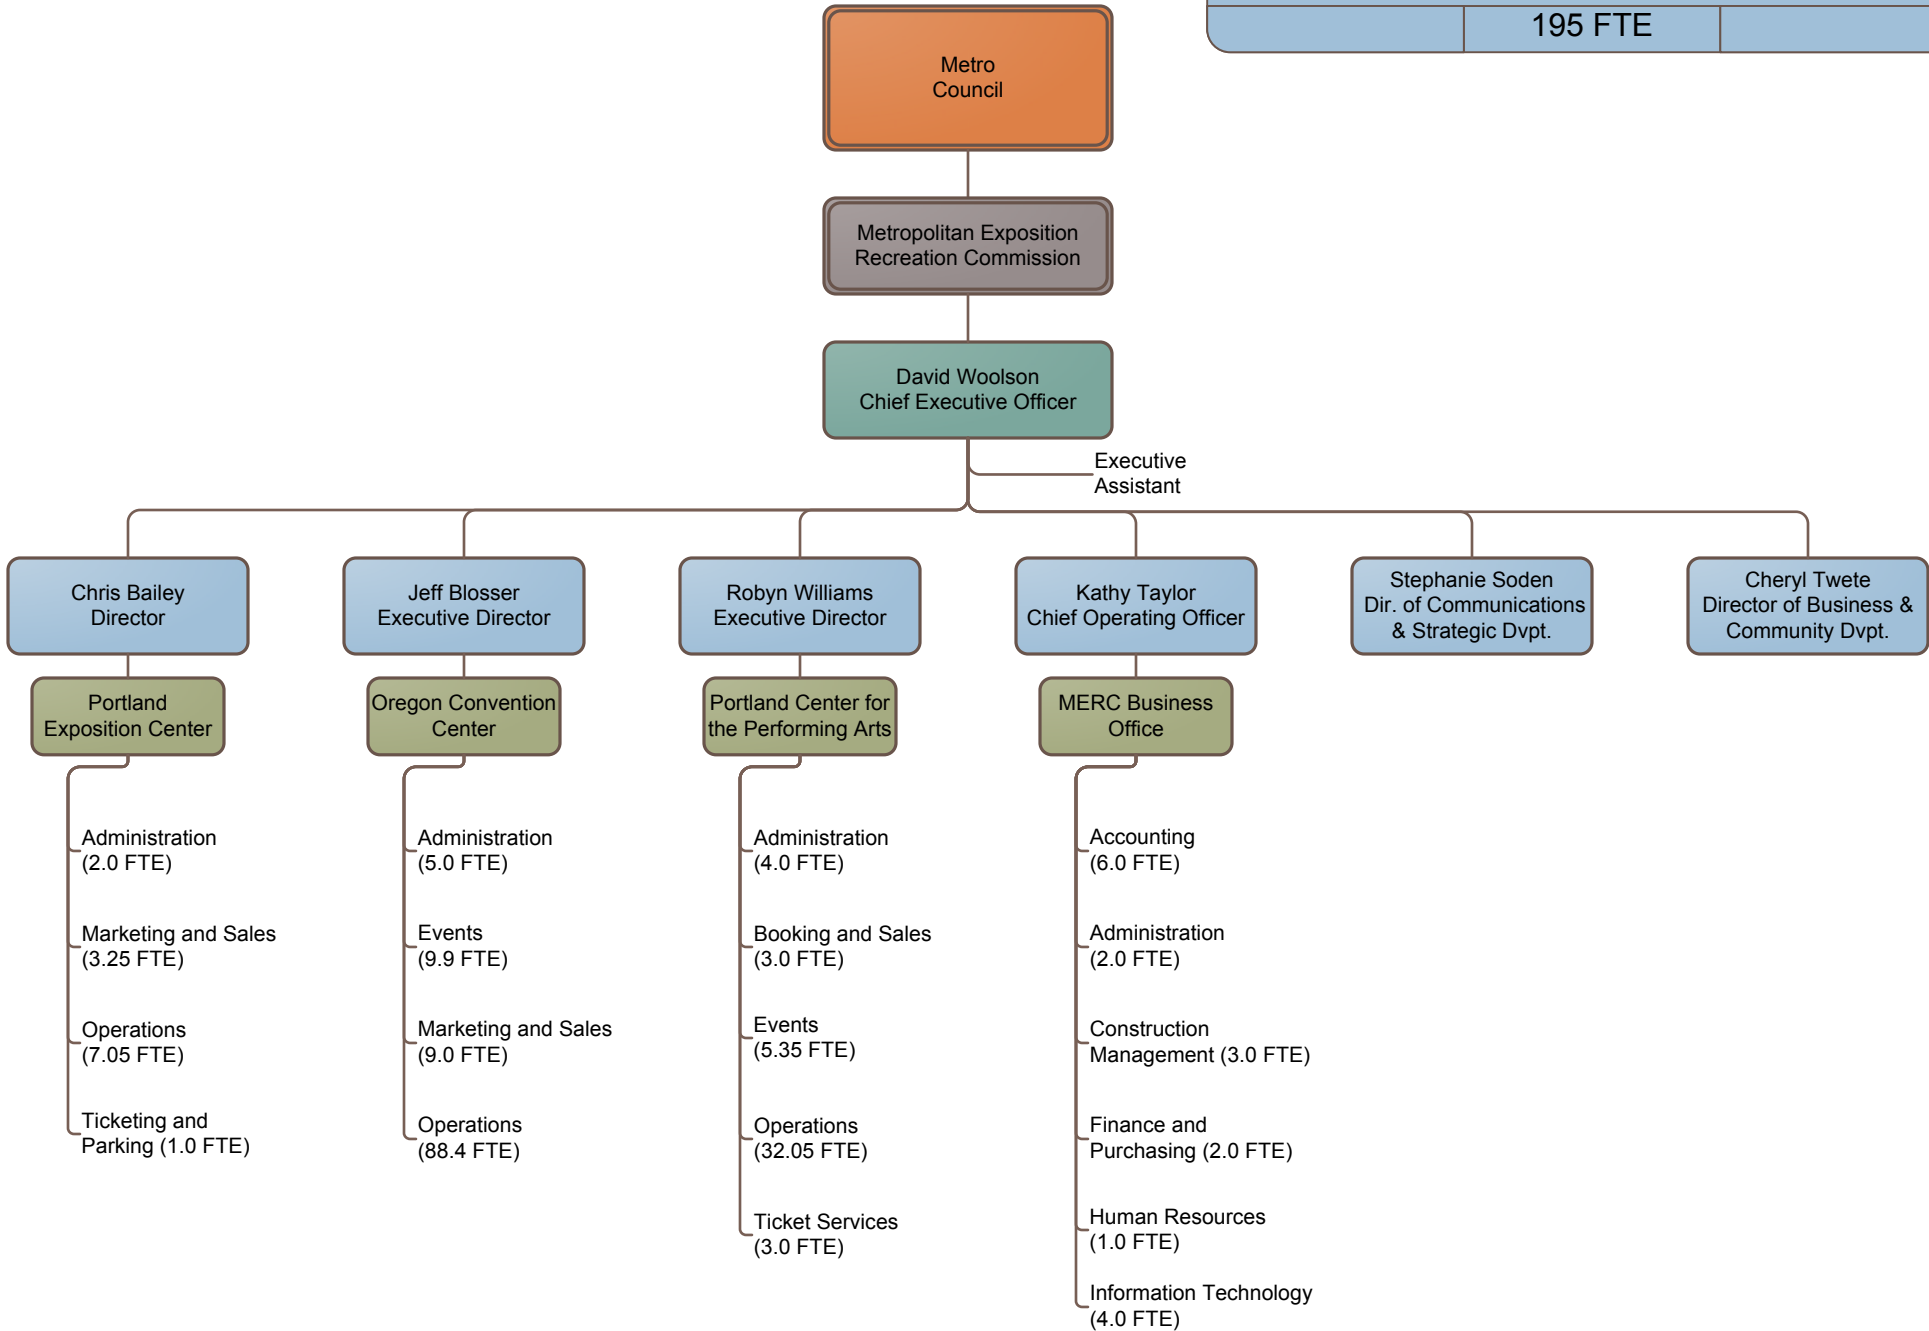 195 FTE
Metro
Council
Metropolitan Exposition
Recreation Commission
David Woolson
Chief Executive Officer
Executive
Assistant
Chris Bailey
Director
Jeff Blosser
Executive Director
Robyn Williams
Executive Director
Kathy Taylor
Chief Operating Officer
Stephanie Soden
Dir. of Communications
& Strategic Dvpt.
Cheryl Twete
Director of Business &
Community Dvpt.
Portland
Exposition Center
Administration
(2.0 FTE)
Marketing and Sales
(3.25 FTE)
Operations
(7.05 FTE)
Ticketing and
Parking (1.0 FTE)
Oregon Convention
Center
Administration
(5.0 FTE)
Events
(9.9 FTE)
Marketing and Sales
(9.0 FTE)
Operations
(88.4 FTE)
Portland Center for
the Performing Arts
Administration
(4.0 FTE)
Booking and Sales
(3.0 FTE)
Events
(5.35 FTE)
Operations
(32.05 FTE)
Ticket Services
(3.0 FTE)
MERC Business
Office
Accounting
(6.0 FTE)
Administration
(2.0 FTE)
Construction
Management (3.0 FTE)
Finance and
Purchasing (2.0 FTE)
Human Resources
(1.0 FTE)
Information Technology
(4.0 FTE)